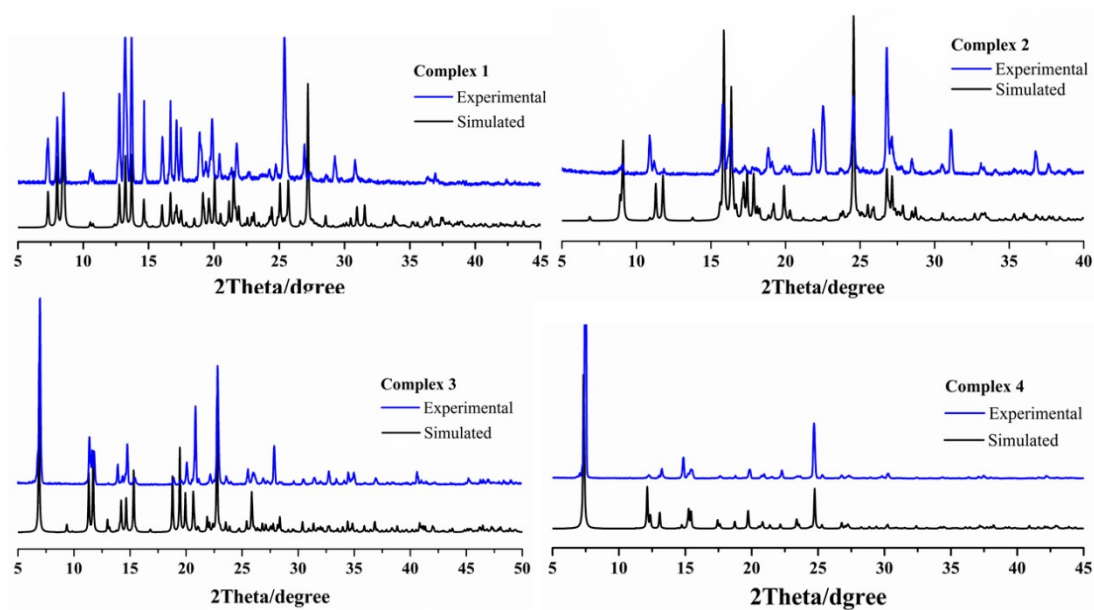 Complex 1
Experimental
Simulated
5 10 15 20 25 30 35 40 45
2Theta/dgree
Complex 2
Experimental
Simulated
5 10 15 20 25 30 35 40
2Theta/degree
Complex 3
Experimental
Simulated
5 10 15 20 25 30 35 40 45 50
2Theta/degree
Complex 4
Experimental
Simulated
5 10 15 20 25 30 35 40 45
2Theta/dgree